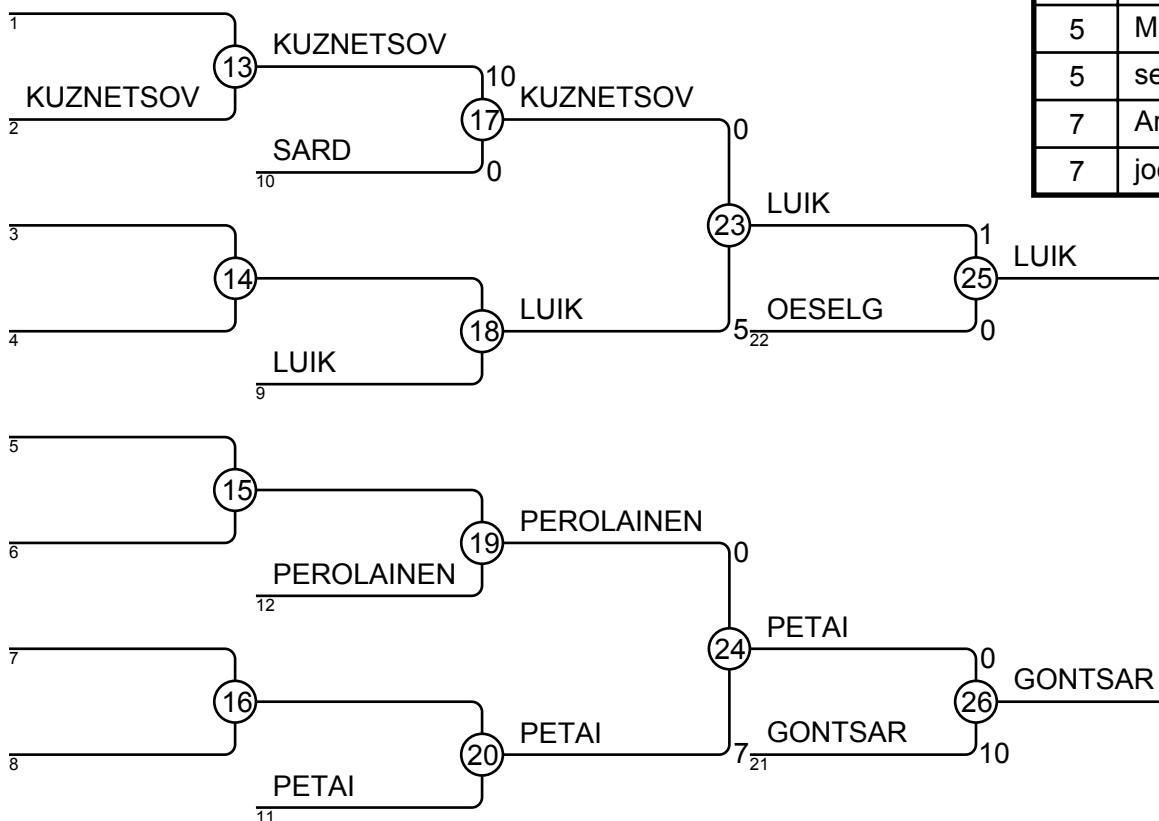 1
13
KUZNETSOV
KUZNETSOV
2
10
17
KUZNETSOV
SARD
10
0
0
3
14
4
LUIK
18
LUIK
9
5
23
LUIK
OESELG
22
1
25
LUIK
0
5
15
6
PEROLAINEN
12
19
PEROLAINEN
0
7
16
8
PETAI
11
20
PETAI
7
24
PETAI
0
GONTSAR
21
26
GONTSAR
10
5
5
7
7